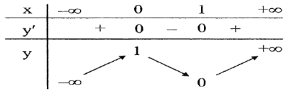 x -∞ 0 1 +∞
y' + 0 - 0 +
y 1 +∞
-∞ 0